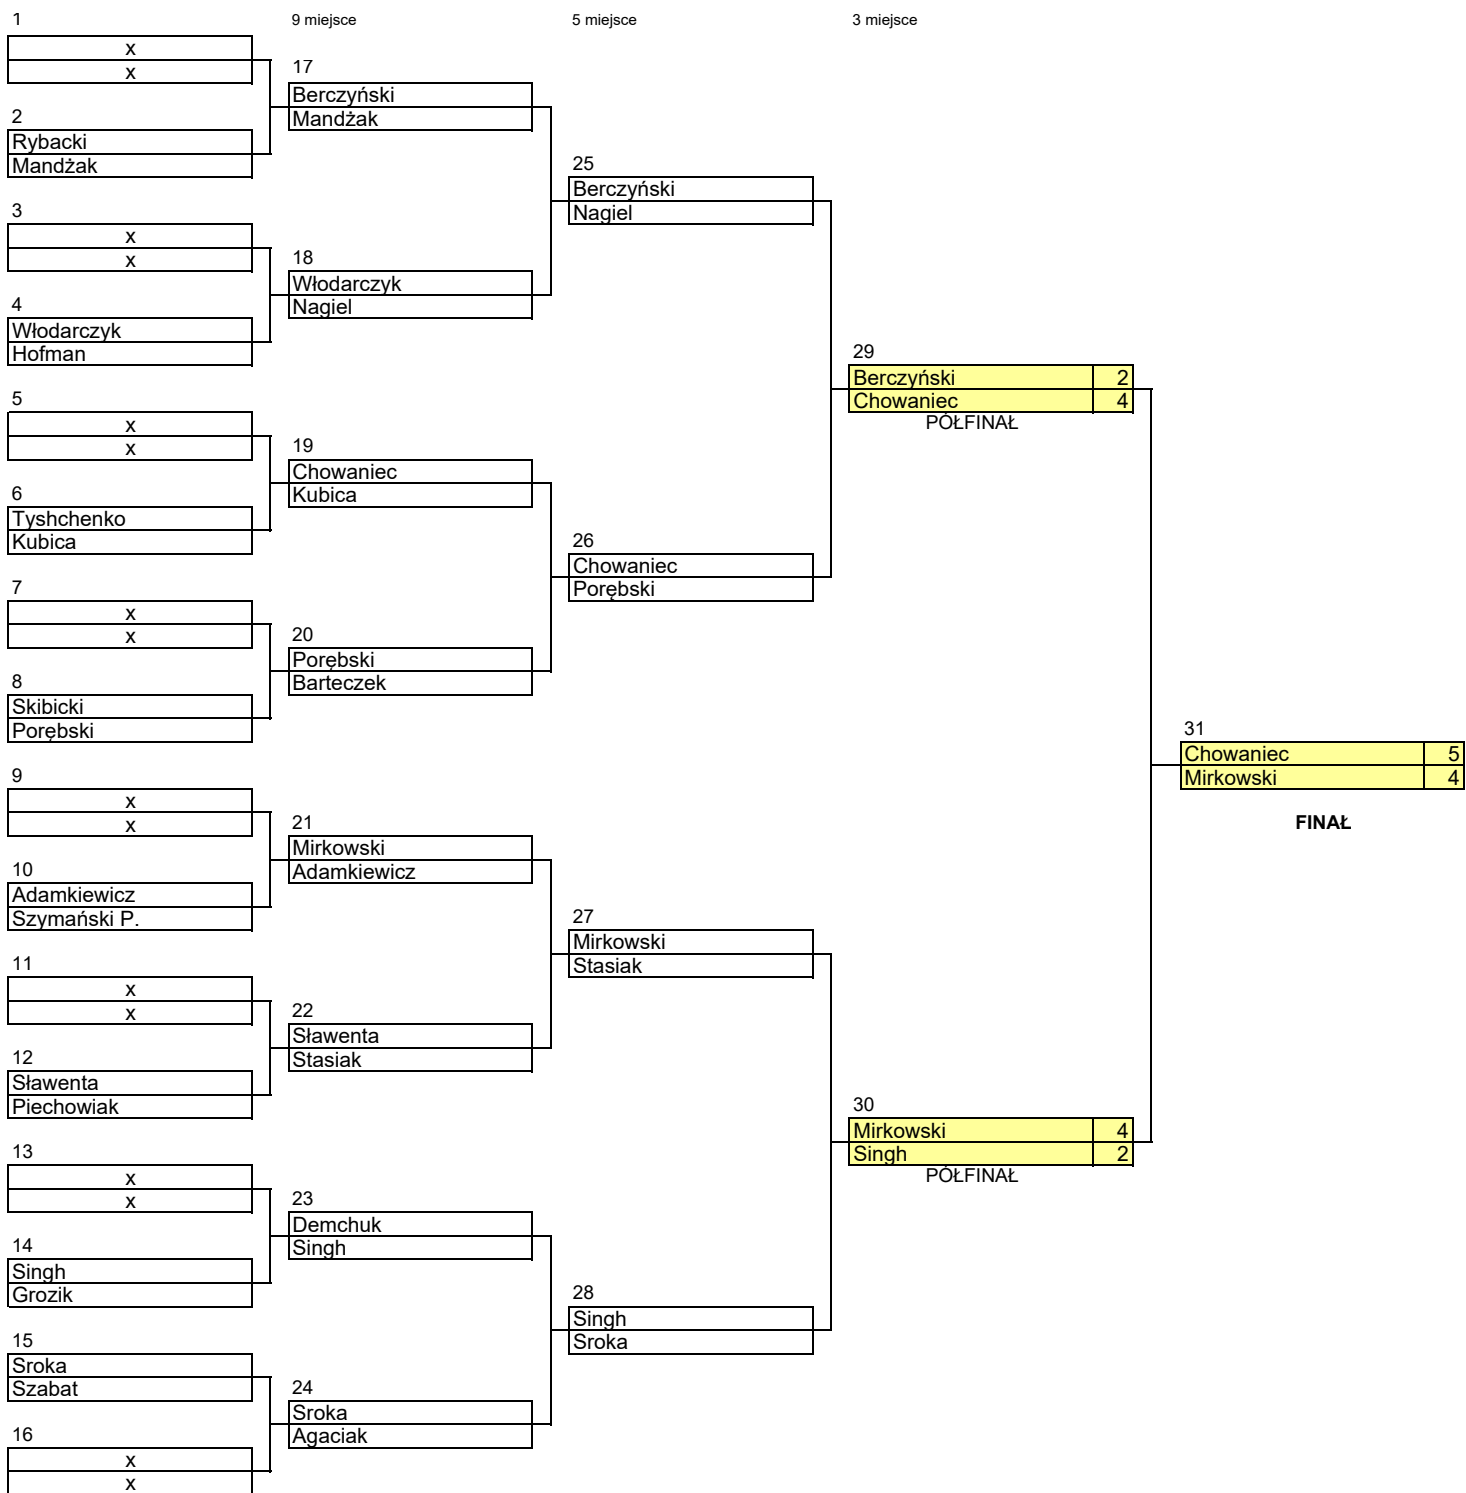 1
x
x
2
Rybacki
Mandżak
3
x
x
4
Włodarczyk
Hofman
5
x
x
6
Tyshchenko
Kubica
7
x
x
8
Skibicki
Porębski
9
x
x
10
Adamkiewicz
Szymański P.
11
x
x
12
Sławenta
Piechowiak
13
x
x
14
Singh
Grozik
15
Sroka
Szabat
16
x
x
9 miejsce
17
Berczyński
Mandżak
18
Włodarczyk
Nagiel
19
Chowaniec
Kubica
20
Porębski
Barteczek
21
Mirkowski
Adamkiewicz
22
Sławenta
Stasiak
23
Demchuk
Singh
24
Sroka
Agaciak
5 miejsce
25
Berczyński
Nagiel
26
Chowaniec
Porębski
27
Mirkowski
Stasiak
28
Singh
Sroka
3 miejsce
29
Berczyński 2
Chowaniec 4
PÓŁFINAŁ
30
Mirkowski 4
Singh 2
PÓŁFINAŁ
31
Chowaniec 5
Mirkowski 4
FINAŁ